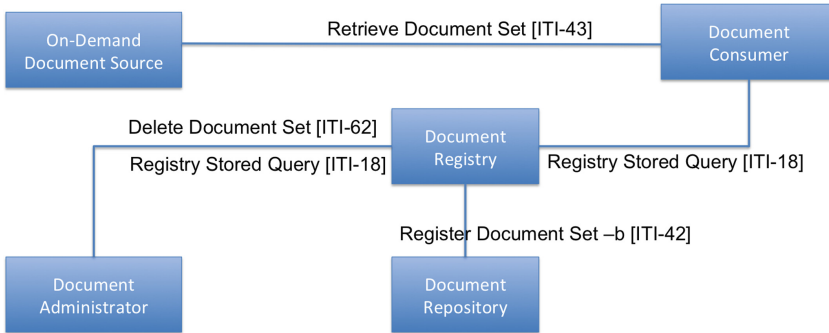 On-Demand
Document Source
Retrieve Document Set [ITI-43]
Document
Consumer
Delete Document Set [ITI-62]
Registry Stored Query [ITI-18]
Document
Registry
Registry Stored Query [ITI-18]
Register Document Set –b [ITI-42]
Document
Administrator
Document
Repository